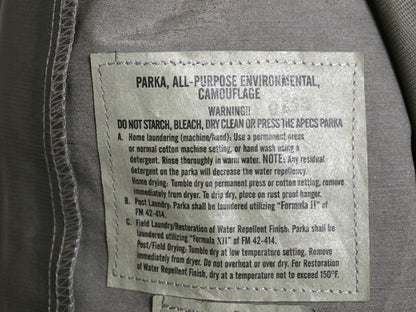 PARKA, ALL-PURPOSE ENVIRONMENTAL,
CAMOUFLAGE
WARNING!!
DO NOT STARCH, BLEACH, DRY CLEAN OR PRESS THE APECS PARKA
A. Home laundering (machine/hand): Use a permanent press
or normal cotton machine setting, or hand wash using a
detergent. Rinse thoroughly in warm water. NOTE: Any residual
detergent on the parka will decrease the water repellency.
Home drying: Tumble dry on permanent press or cotton setting, remove
immediately from dryer. To drip dry, place on rust proof hanger.
B. Post Laundry: Parka shall be laundered utilizing "Formula II" of
FM 42-414.
C. Field Laundry/Restoration of Water Repellent Finish: Parka shall be
laundered utilizing "Formula XII" of FM 42-414.
Post/Field Drying: Tumble dry at low temperature setting. Remove
immediately from dryer. Do not overheat or over dry. For Restoration
of Water Repellent Finish, dry at a temperature not to exceed 150°F.